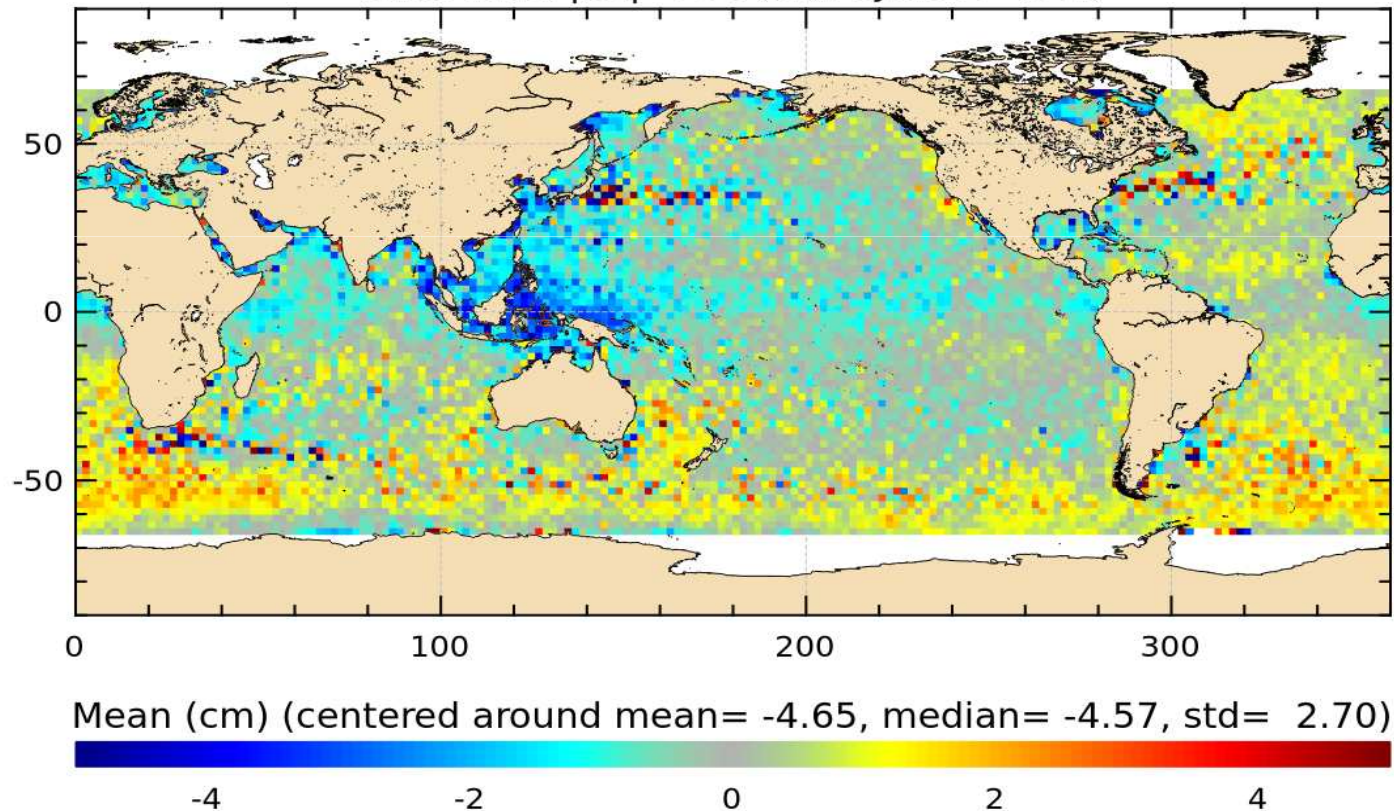 50
0
-50
0 100 200 300
Mean (cm) (centered around mean= -4.65, median= -4.57, std= 2.70)
-4 -2 0 2 4